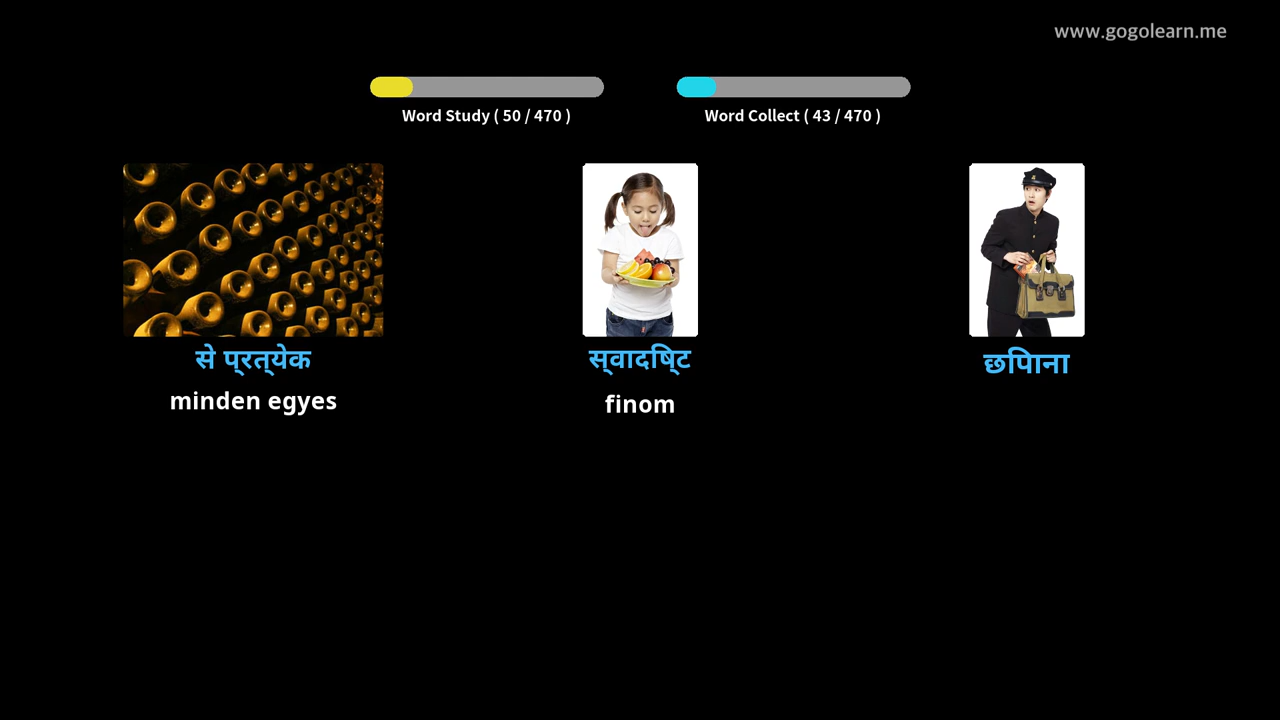 www.gogolearn.me
Word Study ( 50 / 470 )
Word Collect ( 43 / 470 )
से प्रत्येक
स्वादिष्ट
छिपाना
minden egyes
finom